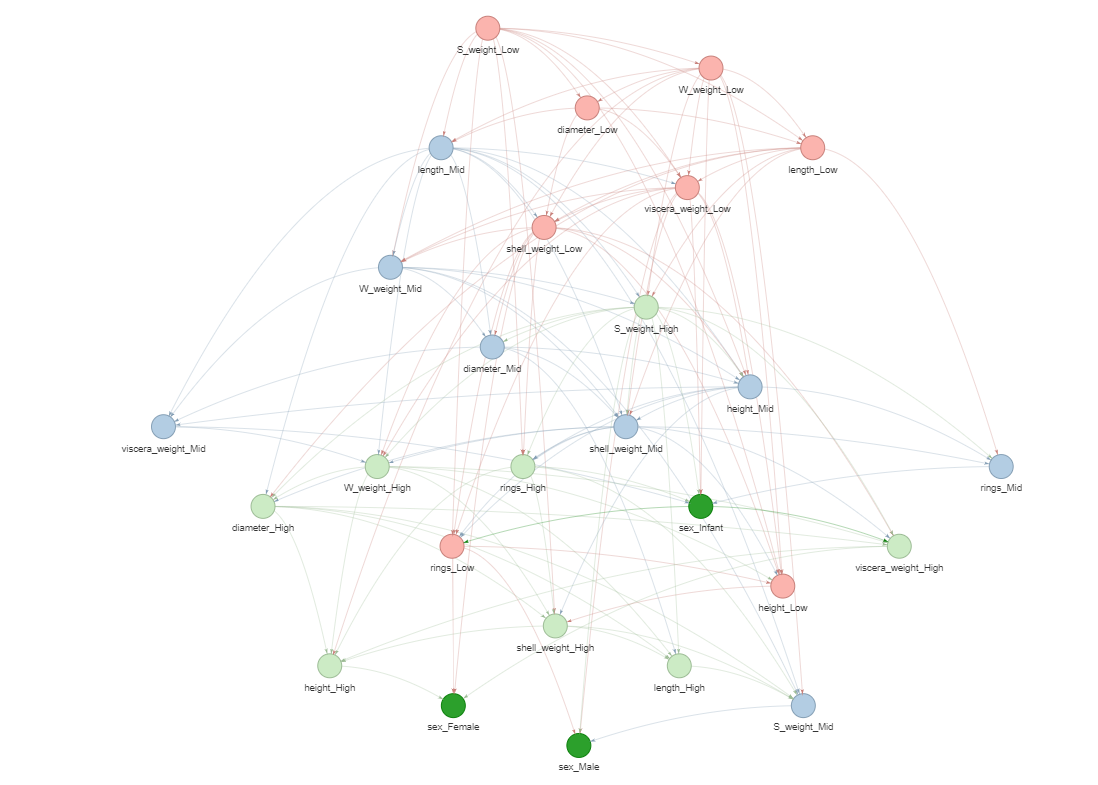 S_weight_Low
W_weight_Low
diameter_Low
length_Mid
length_Low
viscera_weight_Low
shell_weight_Low
W_weight_Mid
S_weight_High
diameter_Mid
height_Mid
viscera_weight_Mid
shell_weight_Mid
W_weight_High
rings_High
rings_Mid
diameter_High
sex_Infant
rings_Low
viscera_weight_High
height_Low
shell_weight_High
height_High
length_High
sex_Female
S_weight_Mid
sex_Male